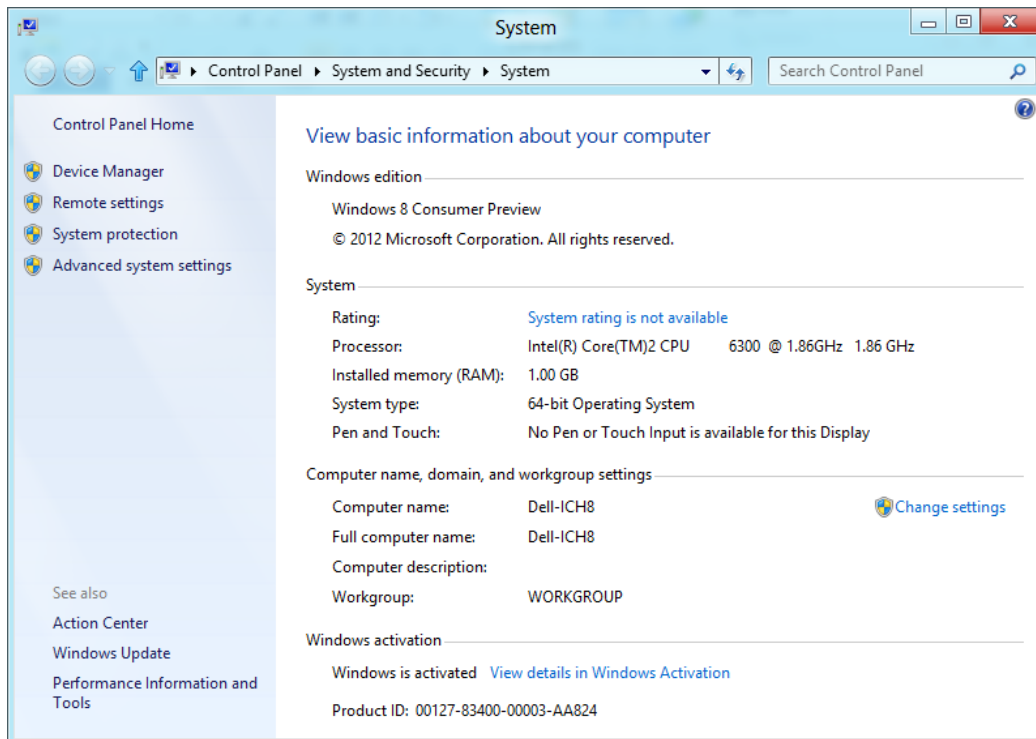 System
Control Panel System and Security System
Search Control Panel
Control Panel Home
Device Manager
Remote settings
System protection
Advanced system settings
See also
Action Center
Windows Update
Performance Information and
Tools
View basic information about your computer
Windows edition
Windows 8 Consumer Preview
© 2012 Microsoft Corporation. All rights reserved.
System
Rating: System rating is not available
Processor: Intel(R) Core(TM)2 CPU 6300 @ 1.86GHz 1.86 GHz
Installed memory (RAM): 1.00 GB
System type: 64-bit Operating System
Pen and Touch: No Pen or Touch Input is available for this Display
Computer name, domain, and workgroup settings
Computer name: Dell-ICH8 Change settings
Full computer name: Dell-ICH8
Computer description:
Workgroup: WORKGROUP
Windows activation
Windows is activated View details in Windows Activation
Product ID: 00127-83400-00003-AA824